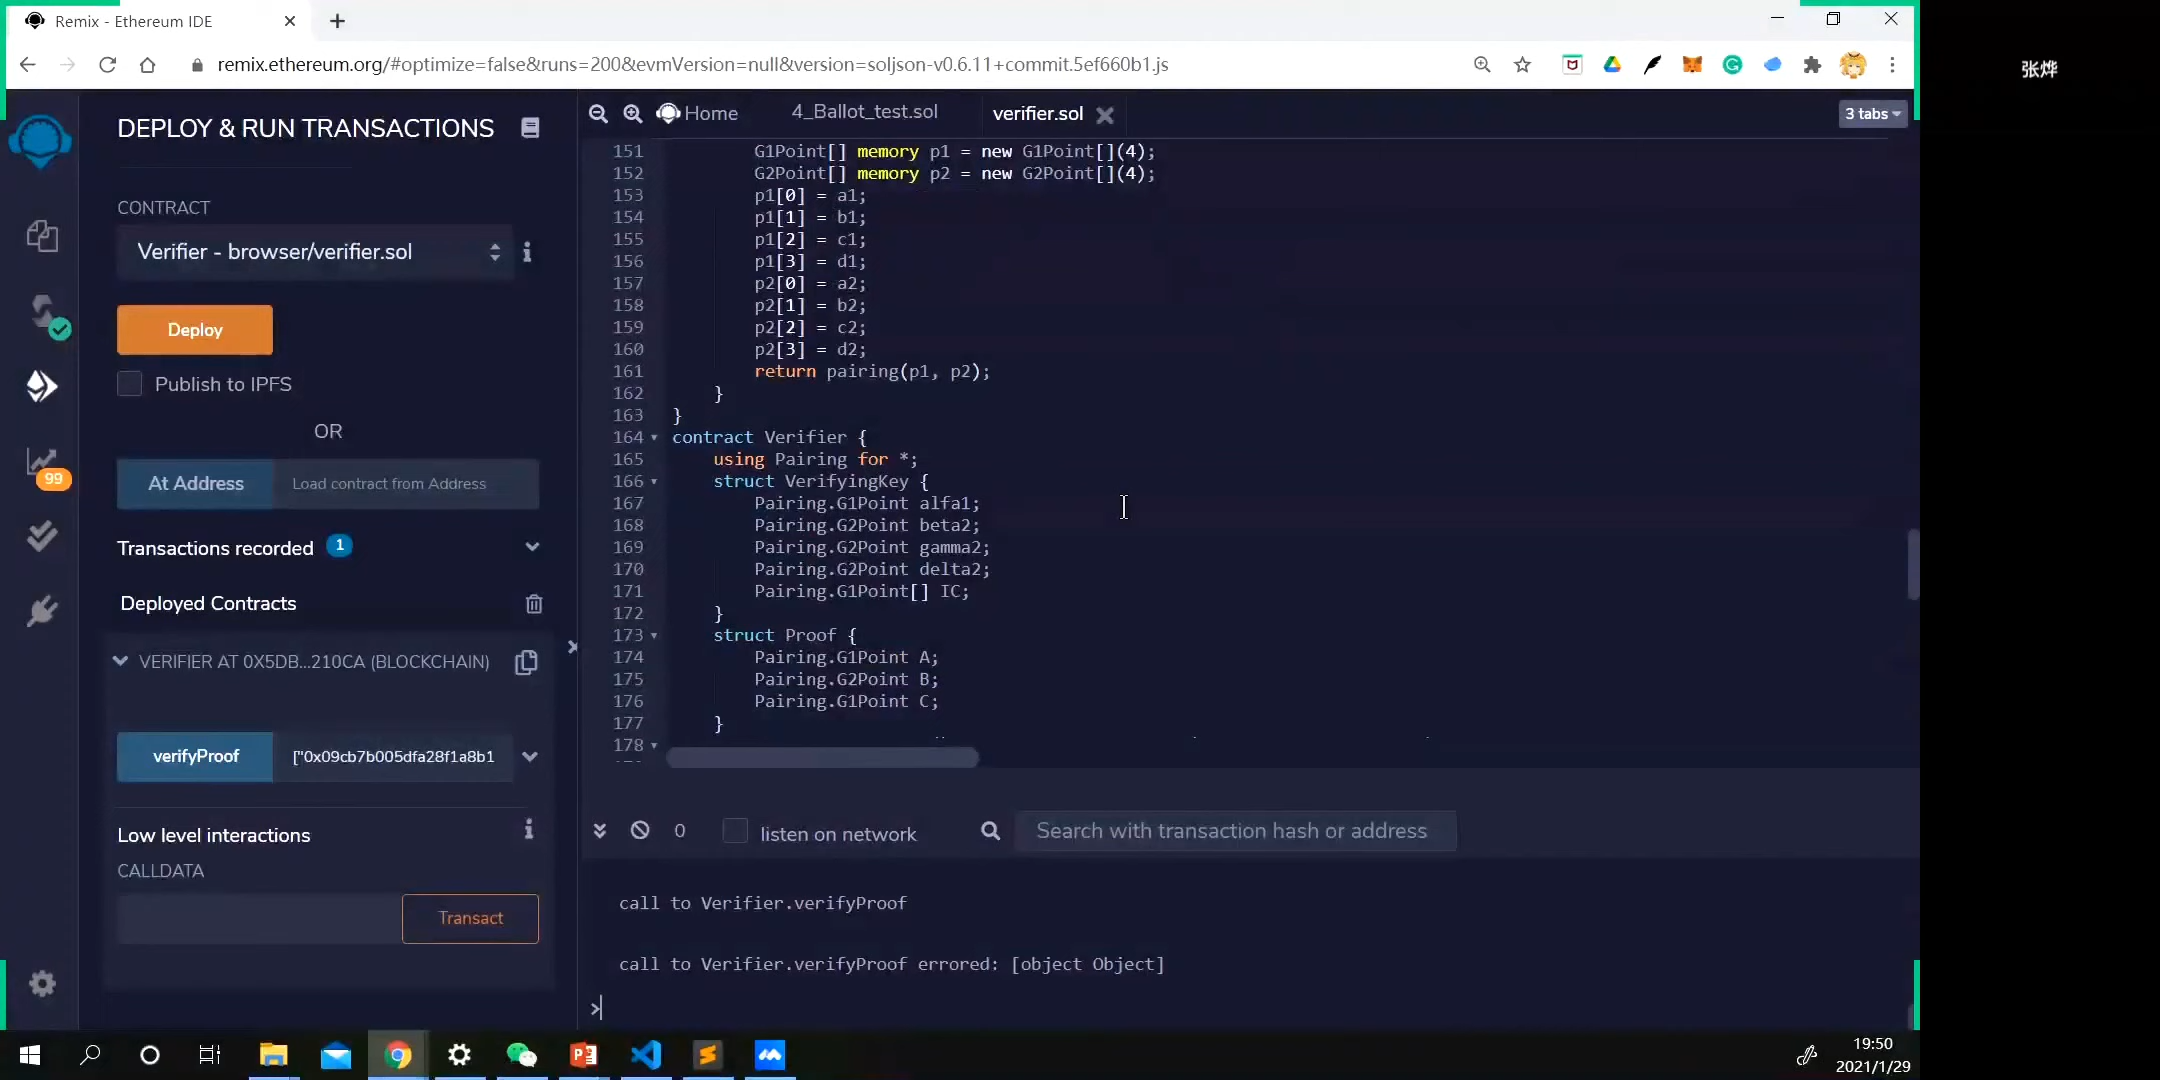 Remix - Ethereum IDE
remix.ethereum.org/#optimize=false&runs=200&evmVersion=null&version=soljson-v0.6.11+commit.5ef660b1.js
张烨
DEPLOY & RUN TRANSACTIONS
CONTRACT
Verifier - browser/verifier.sol
Deploy
Publish to IPFS
OR
At Address
Load contract from Address
99
Transactions recorded 1
Deployed Contracts
VERIFIER AT 0X5DB...210CA (BLOCKCHAIN)
verifyProof
["0x09cb7b005dfa28f1a8b1
Low level interactions
CALLDATA
Transact
Home
4_Ballot_test.sol
verifier.sol
3 tabs
151 G1Point[] memory p1 = new G1Point[](4);
152 G2Point[] memory p2 = new G2Point[](4);
153 p1[0] = a1;
154 p1[1] = b1;
155 p1[2] = c1;
156 p1[3] = d1;
157 p2[0] = a2;
158 p2[1] = b2;
159 p2[2] = c2;
160 p2[3] = d2;
161 return pairing(p1, p2);
162 }
163 }
164 contract Verifier {
165 using Pairing for *;
166 struct VerifyingKey {
167 Pairing.G1Point alfa1;
168 Pairing.G2Point beta2;
169 Pairing.G2Point gamma2;
170 Pairing.G2Point delta2;
171 Pairing.G1Point[] IC;
172 }
173 struct Proof {
174 Pairing.G1Point A;
175 Pairing.G2Point B;
176 Pairing.G1Point C;
177 }
178
0
listen on network
Search with transaction hash or address
call to Verifier.verifyProof
call to Verifier.verifyProof errored: [object Object]
>
19:50
2021/1/29